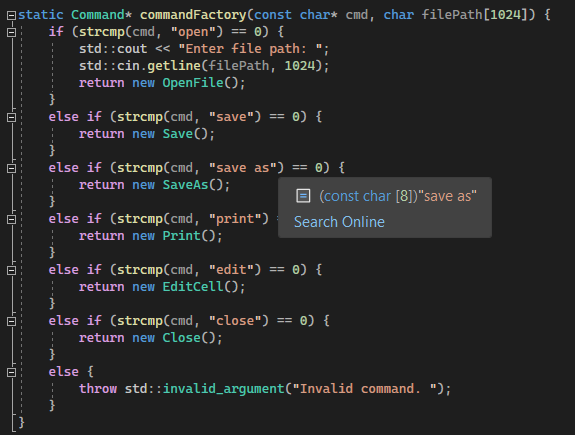 static Command* commandFactory(const char* cmd, char filePath[1024]) {
if (strcmp(cmd, "open") == 0) {
std::cout << "Enter file path: ";
std::cin.getline(filePath, 1024);
return new OpenFile();
}
else if (strcmp(cmd, "save") == 0) {
return new Save();
}
else if (strcmp(cmd, "save as") == 0) {
return new SaveAs();
}
(const char [8])"save as"
Search Online
else if (strcmp(cmd, "print") =
return new Print();
}
else if (strcmp(cmd, "edit") == 0) {
return new EditCell();
}
else if (strcmp(cmd, "close") == 0) {
return new Close();
}
else {
throw std::invalid_argument("Invalid command. ");
}
}